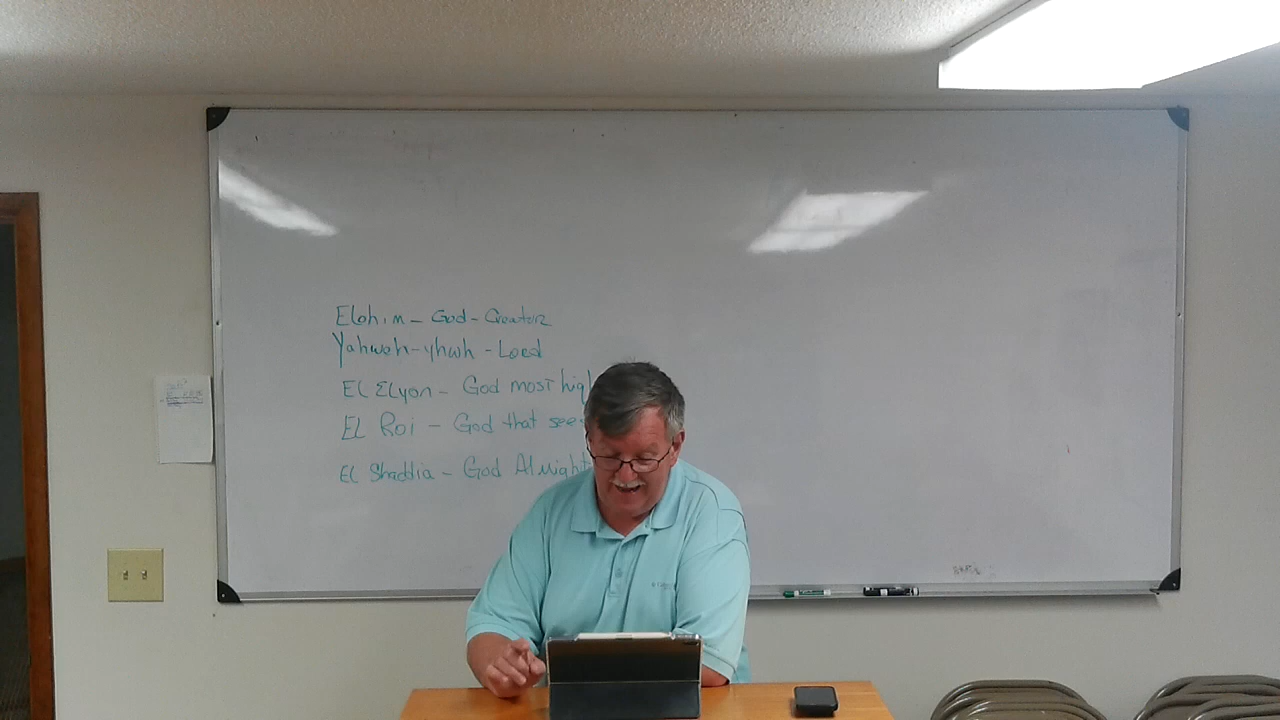 Elohim - God - Creator
Yahweh - yhwh - Lord
EL ELyon - God most high
EL Roi - God that see
EL Shaddia - God Almight